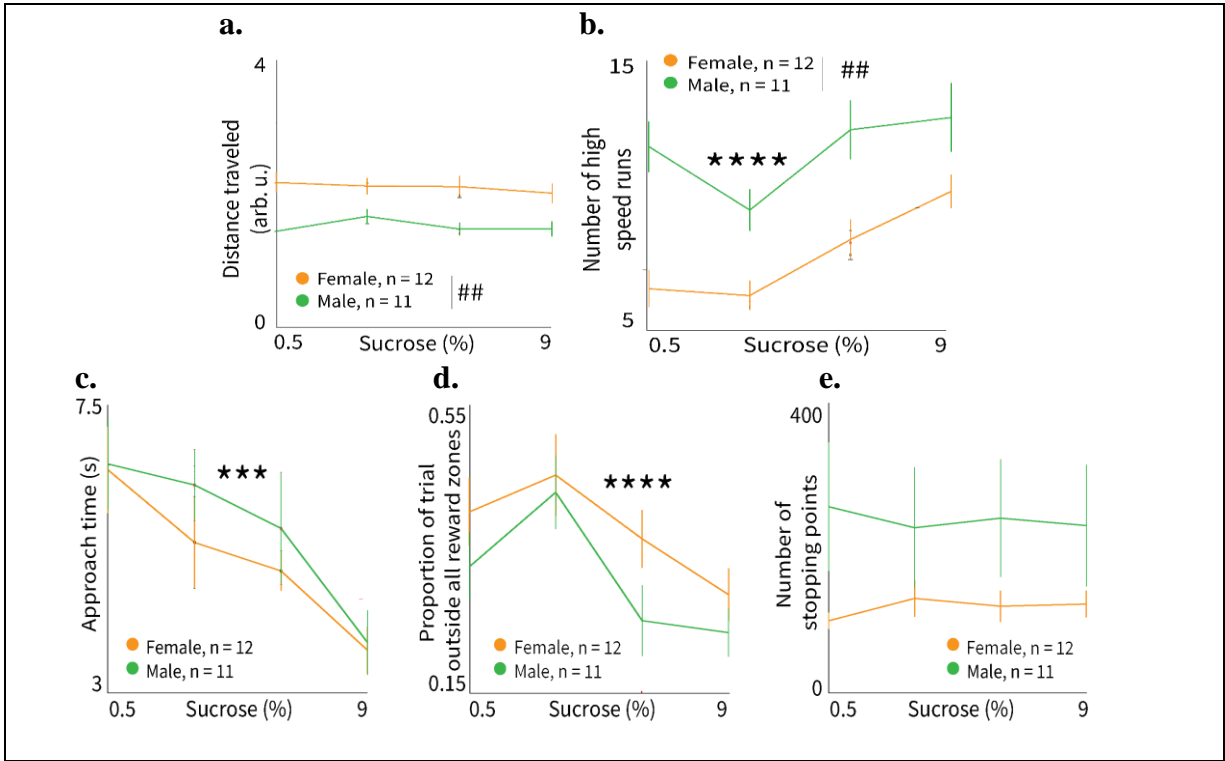 a.
4
Distance traveled
(arb. u.)
Female, n = 12
Male, n = 11
##
0
0.5
Sucrose (%)
9
b.
Female, n = 12
Male, n = 11
##
15
****
Number of high
speed runs
5
0.5
Sucrose (%)
9
c.
7.5
Approach time (s)
***
Female, n = 12
Male, n = 11
3
0.5
Sucrose (%)
9
d.
0.55
Proportion of trial
outside all reward zones
****
Female, n = 12
Male, n = 11
0.15
0.5
Sucrose (%)
9
e.
400
Number of
stopping points
Female, n = 12
Male, n = 11
0
0.5
Sucrose (%)
9